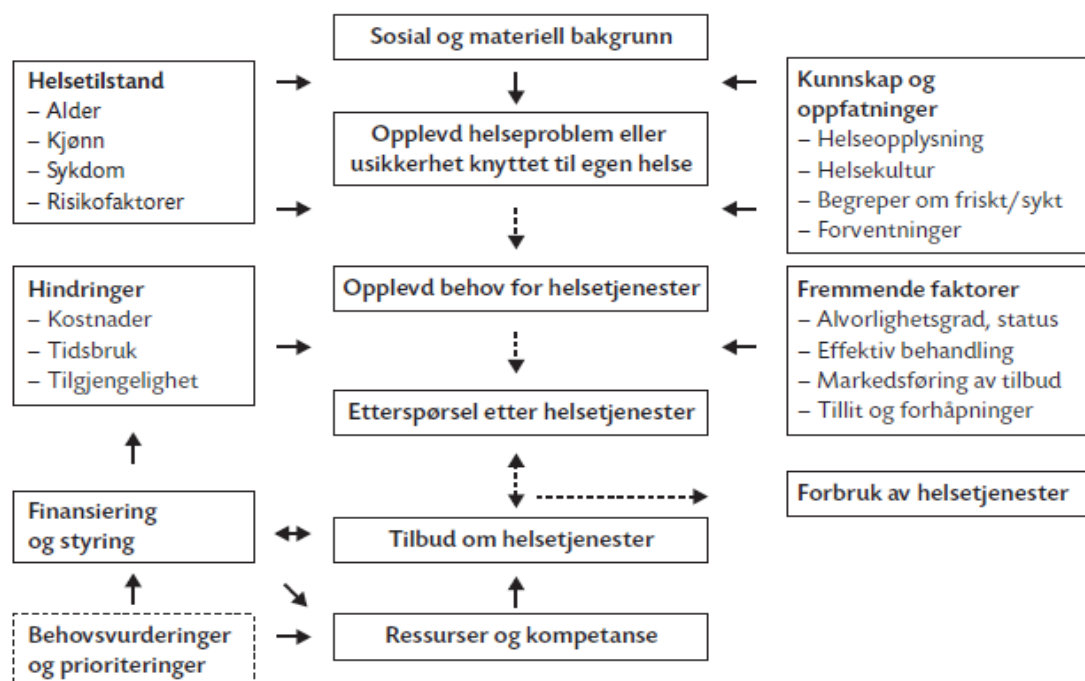 Sosial og materiell bakgrunn
Helsetilstand
– Alder
– Kjønn
– Sykdom
– Risikofaktorer
Kunnskap og
oppfatninger
– Helseopplysning
– Helsekultur
– Begreper om friskt/sykt
– Forventninger
Opplevd helseproblem eller
usikkerhet knyttet til egen helse
Opplevd behov for helsetjenester
Hindringer
– Kostnader
– Tidsbruk
– Tilgjengelighet
Fremmende faktorer
– Alvorlighetsgrad, status
– Effektiv behandling
– Markedsføring av tilbud
– Tillit og forhåpninger
Etterspørsel etter helsetjenester
Forbruk av helsetjenester
Finansiering
og styring
Tilbud om helsetjenester
Behovsvurderinger
og prioriteringer
Ressurser og kompetanse